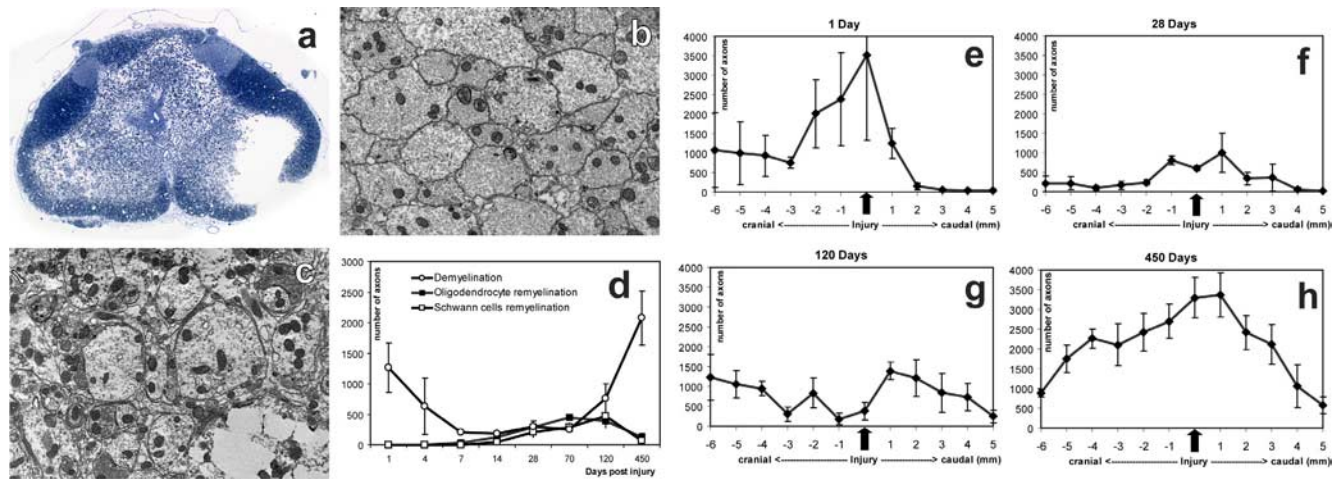 a
b
c
d
number of axons
Demyelination
Oligodendrocyte remyelination
Schwann cells remyelination
3000
2500
2000
1500
1000
500
0
1 4 7 14 28 70 120 450
Days post injury
1 Day
e
number of axons
4000
3500
3000
2500
2000
1500
1000
500
0
-6 -5 -4 -3 -2 -1 1 2 3 4 5
cranial <---------------------- Injury ----------------------> caudal (mm)
28 Days
f
number of axons
4000
3500
3000
2500
2000
1500
1000
500
0
-6 -5 -4 -3 -2 -1 1 2 3 4 5
cranial <---------------------- Injury ----------------------> caudal (mm)
120 Days
g
number of axons
4000
3500
3000
2500
2000
1500
1000
500
0
-6 -5 -4 -3 -2 -1 1 2 3 4 5
cranial <---------------------- Injury ----------------------> caudal (mm)
450 Days
h
number of axons
4000
3500
3000
2500
2000
1500
1000
500
0
-6 -5 -4 -3 -2 -1 1 2 3 4 5
cranial <---------------------- Injury ----------------------> caudal (mm)